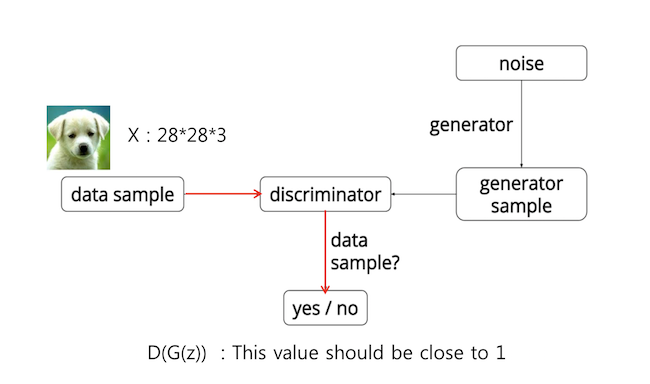 noise
generator
X : 28*28*3
data sample
discriminator
generator
sample
data
sample?
yes / no
D(G(z)) : This value should be close to 1